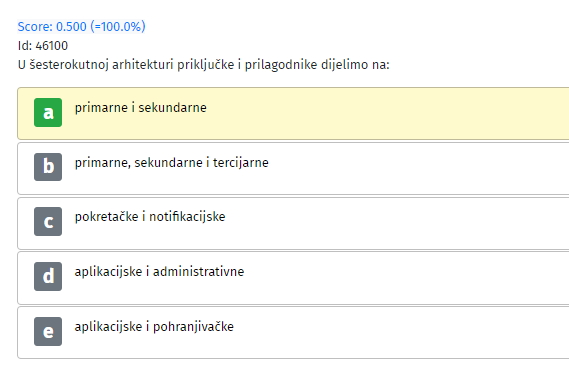 Score: 0.500 (=100.0%)
Id: 46100
U šesterokutnoj arhitekturi priključke i prilagodnike dijelimo na:
a primarne i sekundarne
b primarne, sekundarne i tercijarne
c pokretačke i notifikacijske
d aplikacijske i administrativne
e aplikacijske i pohranjivačke